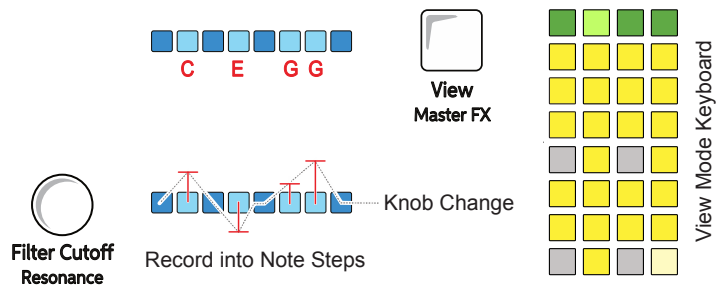 C E G G
View
Master FX
View Mode Keyboard
Knob Change
Filter Cutoff
Resonance
Record into Note Steps